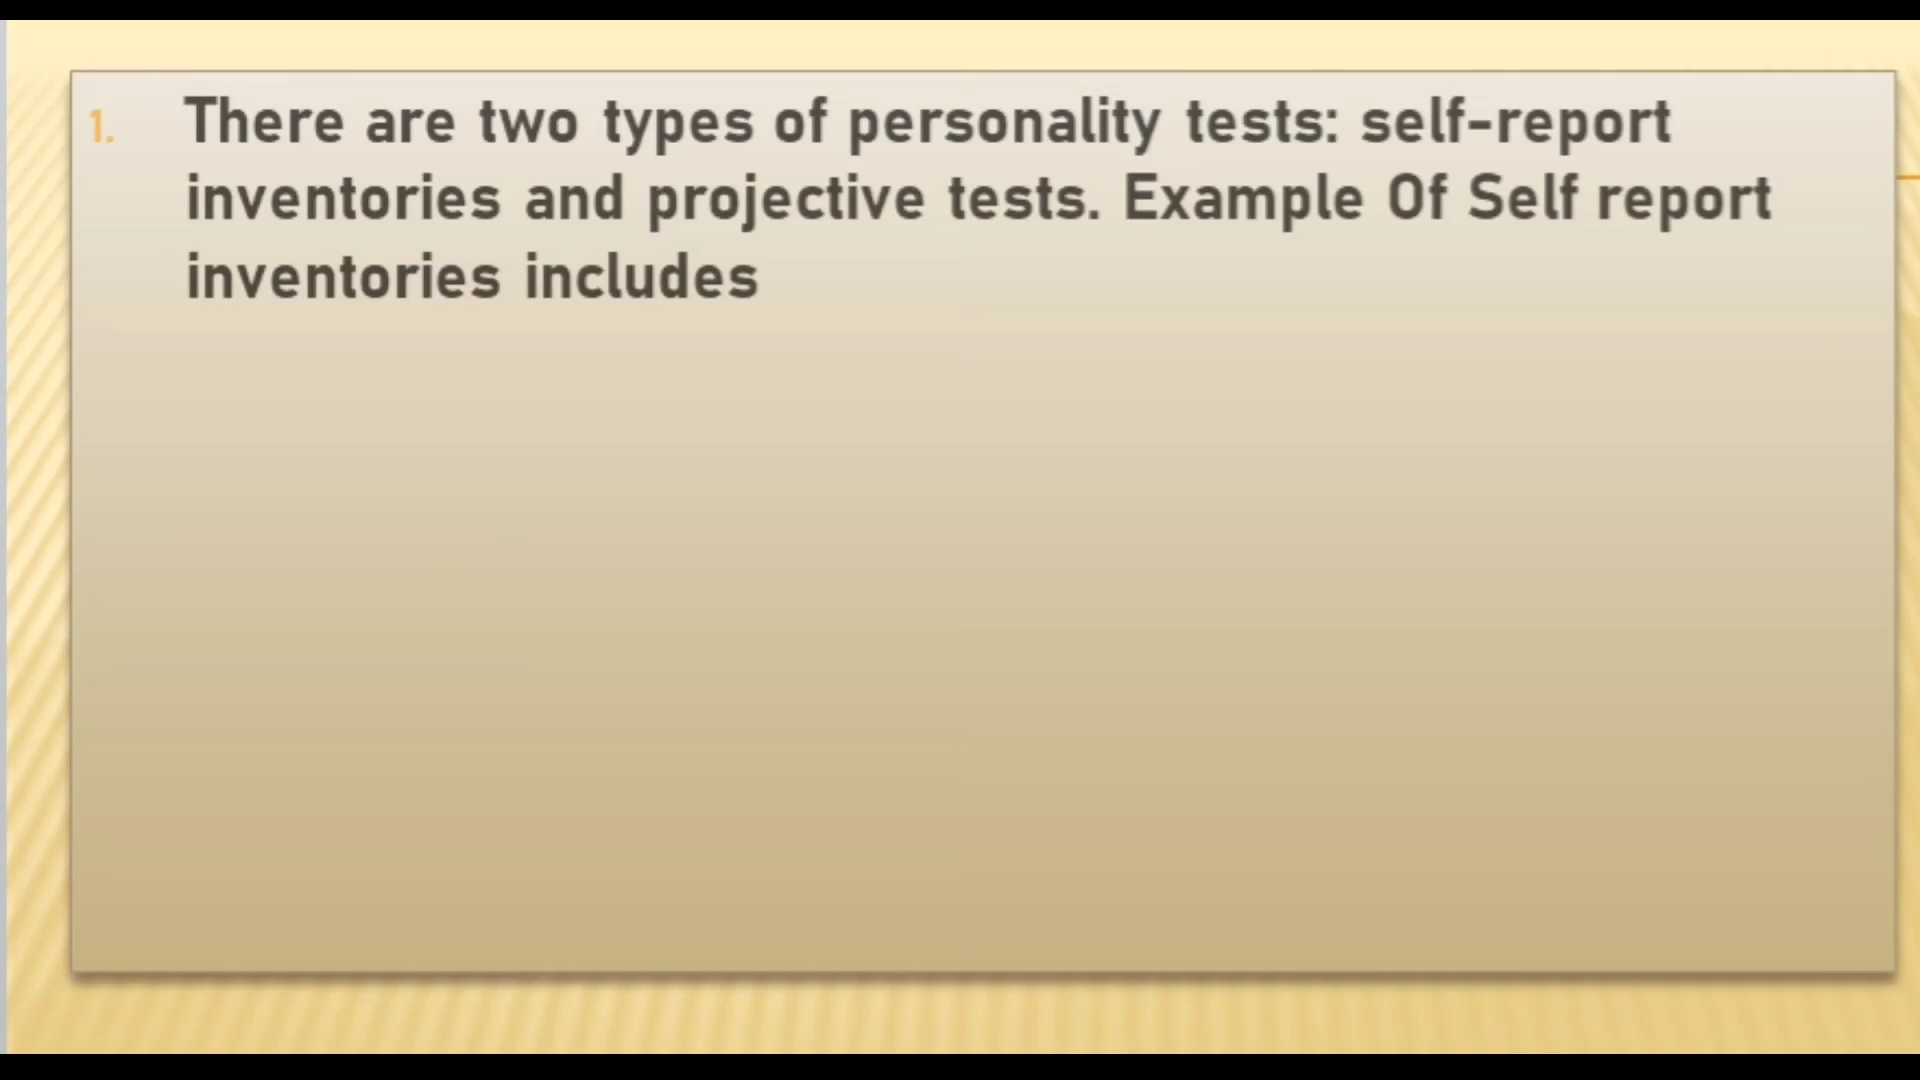 1. There are two types of personality tests: self-report
inventories and projective tests. Example Of Self report
inventories includes